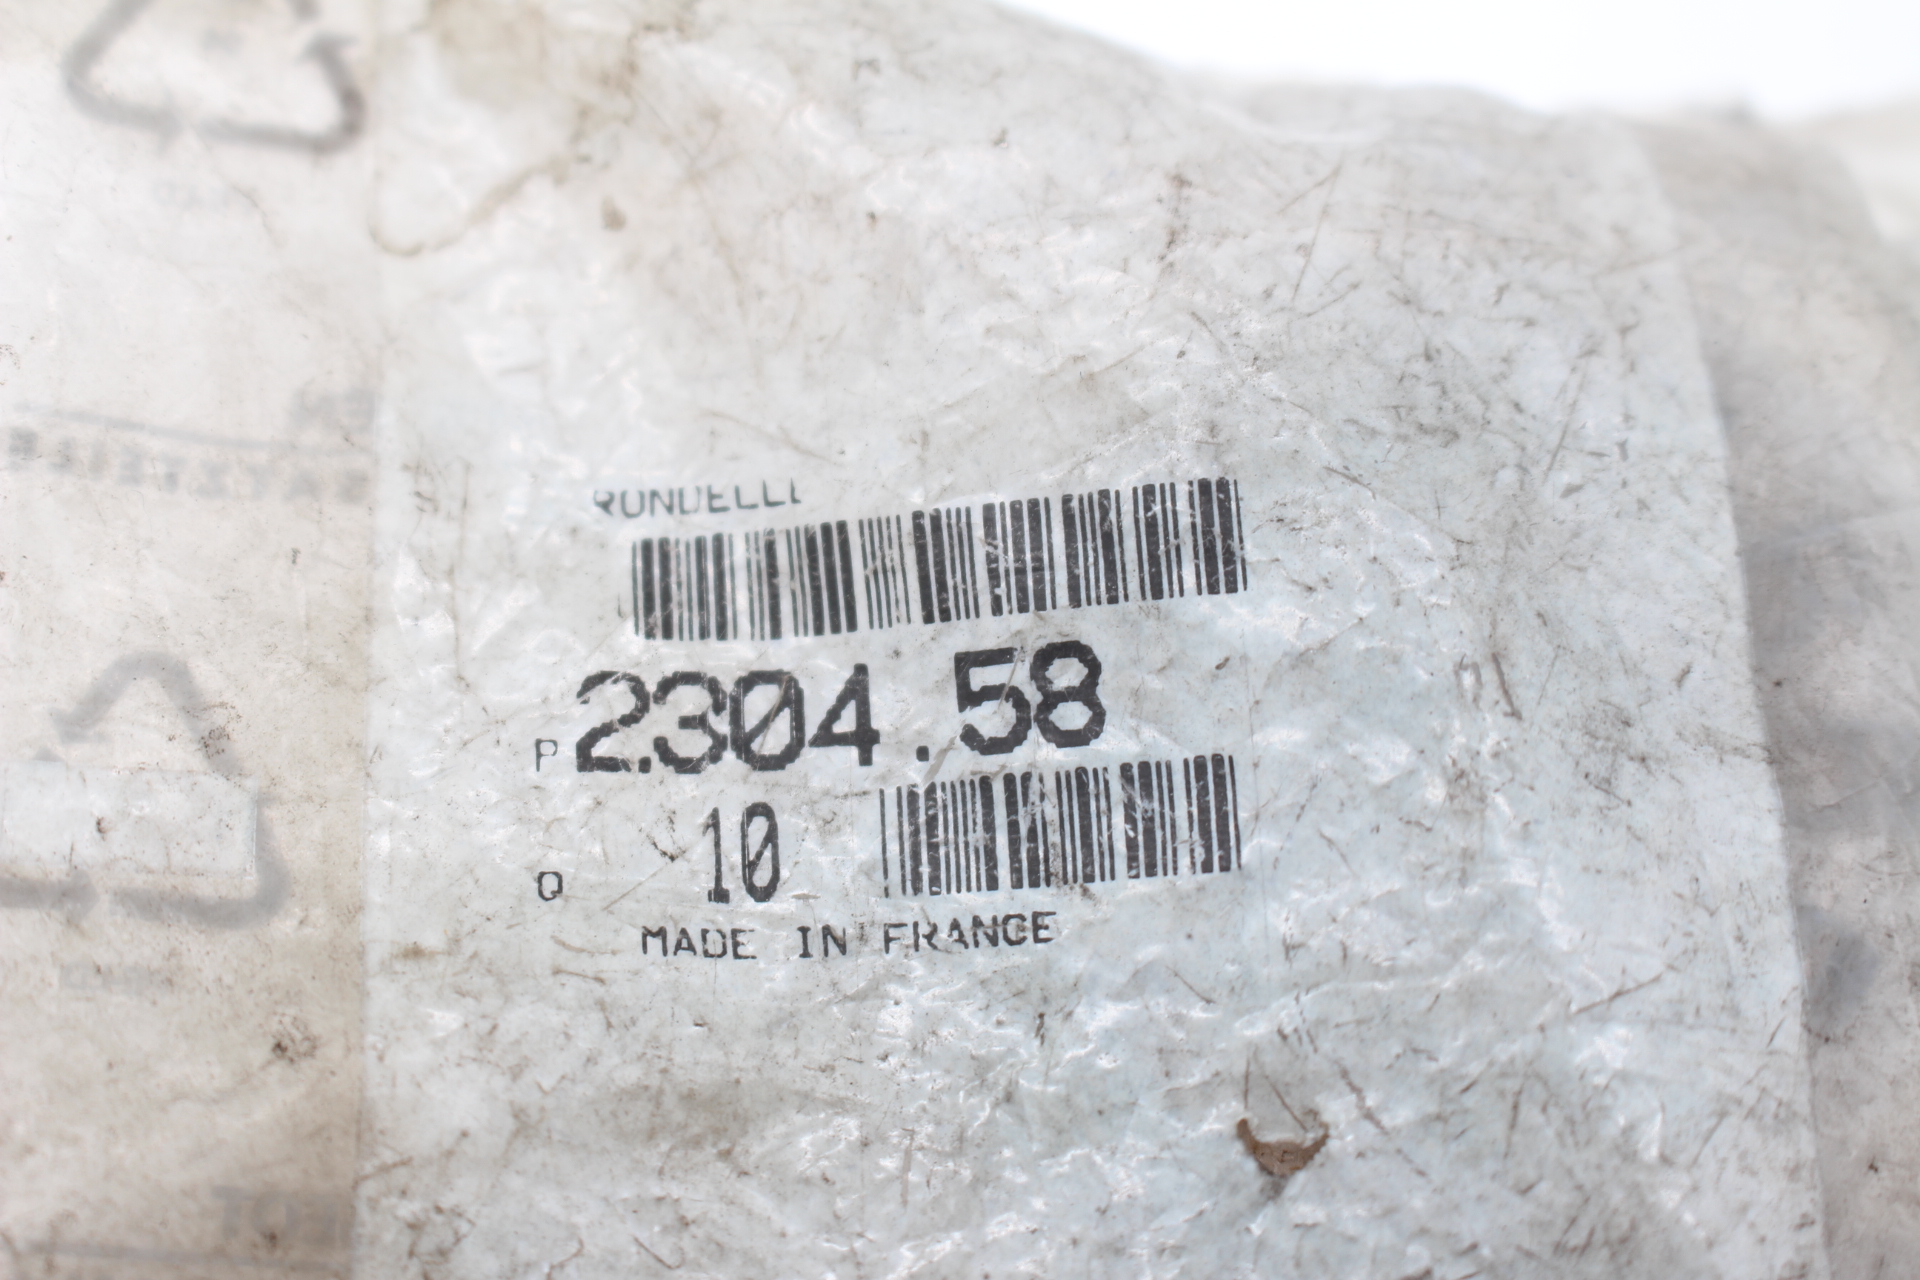 RONDELLE
P 2304.58
Q 10
MADE IN FRANCE